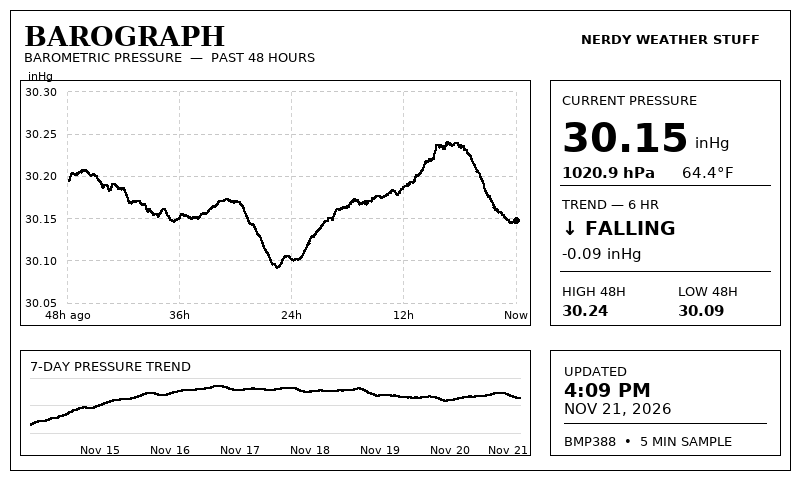 BAROGRAPH
BAROMETRIC PRESSURE — PAST 48 HOURS
NERDY WEATHER STUFF
inHg
30.30
30.25
30.20
30.15
30.10
30.05
48h ago 36h 24h 12h Now
CURRENT PRESSURE
30.15 inHg
1020.9 hPa 64.4°F
TREND — 6 HR
↓ FALLING
-0.09 inHg
HIGH 48H LOW 48H
30.24 30.09
7-DAY PRESSURE TREND
Nov 15 Nov 16 Nov 17 Nov 18 Nov 19 Nov 20 Nov 21
UPDATED
4:09 PM
NOV 21, 2026
BMP388 • 5 MIN SAMPLE